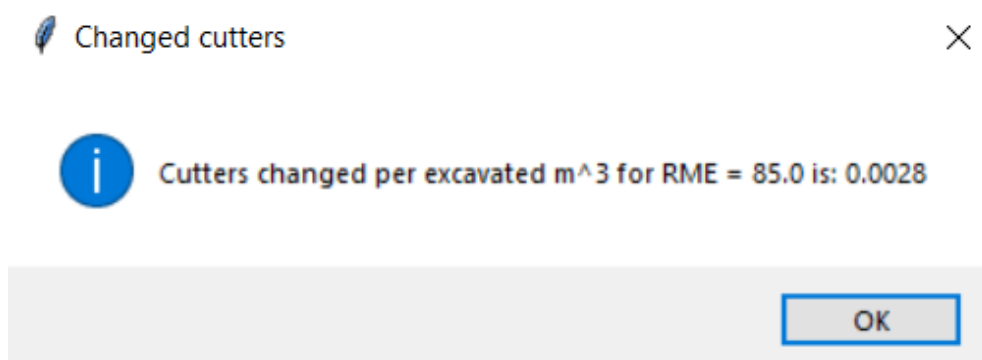 Changed cutters
Cutters changed per excavated m^3 for RME = 85.0 is: 0.0028
OK